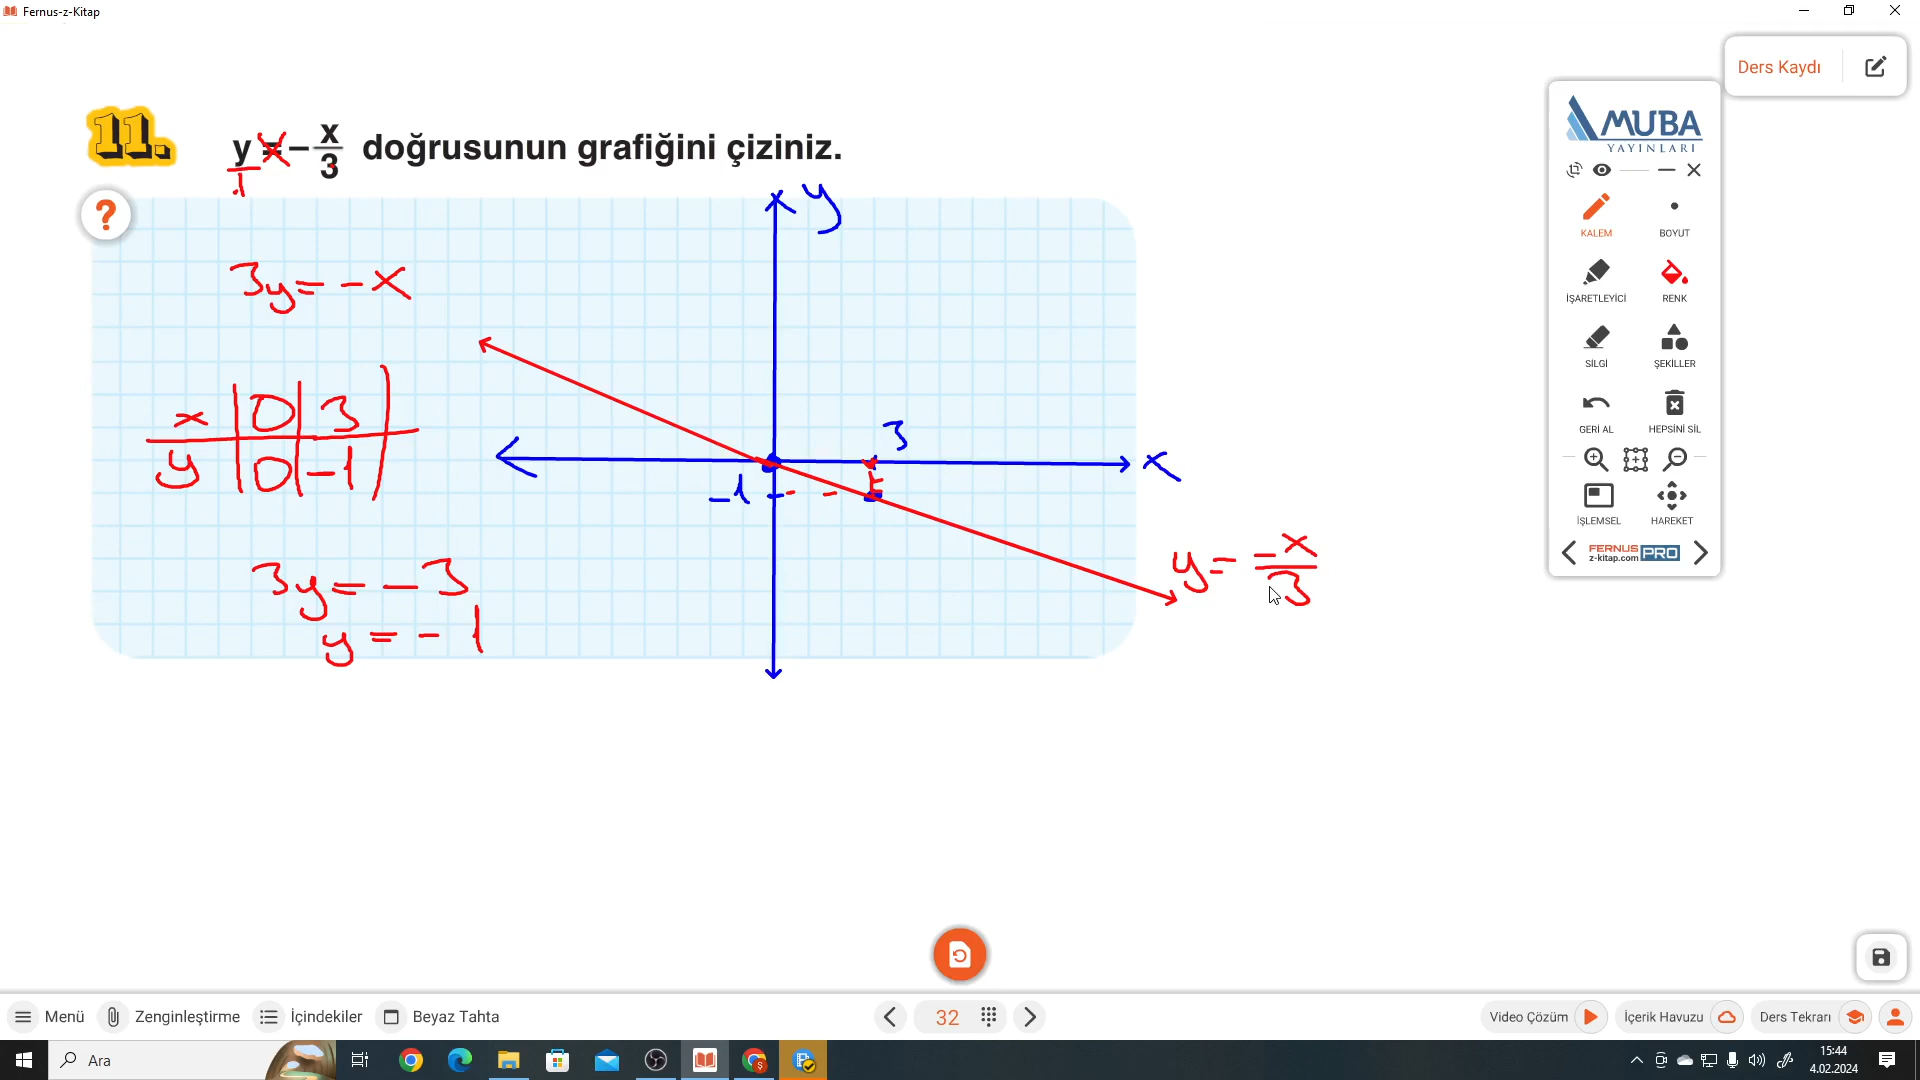 Fernus-z-Kitap
Ders Kaydı
MUBA
YAYINLARI
11.
y = - x/3 doğrusunun grafiğini çiziniz.
1
?
y
3y = -x
x | 0 | 3
y | 0 | -1
3
x
-1
3y = -3
y = -1
y = -x/3
KALEM
BOYUT
İŞARETLEYİCİ
RENK
SİLGİ
ŞEKİLLER
GERİ AL
HEPSİNİ SİL
İŞLEMSEL
HAREKET
FERNUS
z-kitap.com PRO
Menü
Zenginleştirme
İçindekiler
Beyaz Tahta
32
Video Çözüm
İçerik Havuzu
Ders Tekrarı
Ara
15:44
4.02.2024